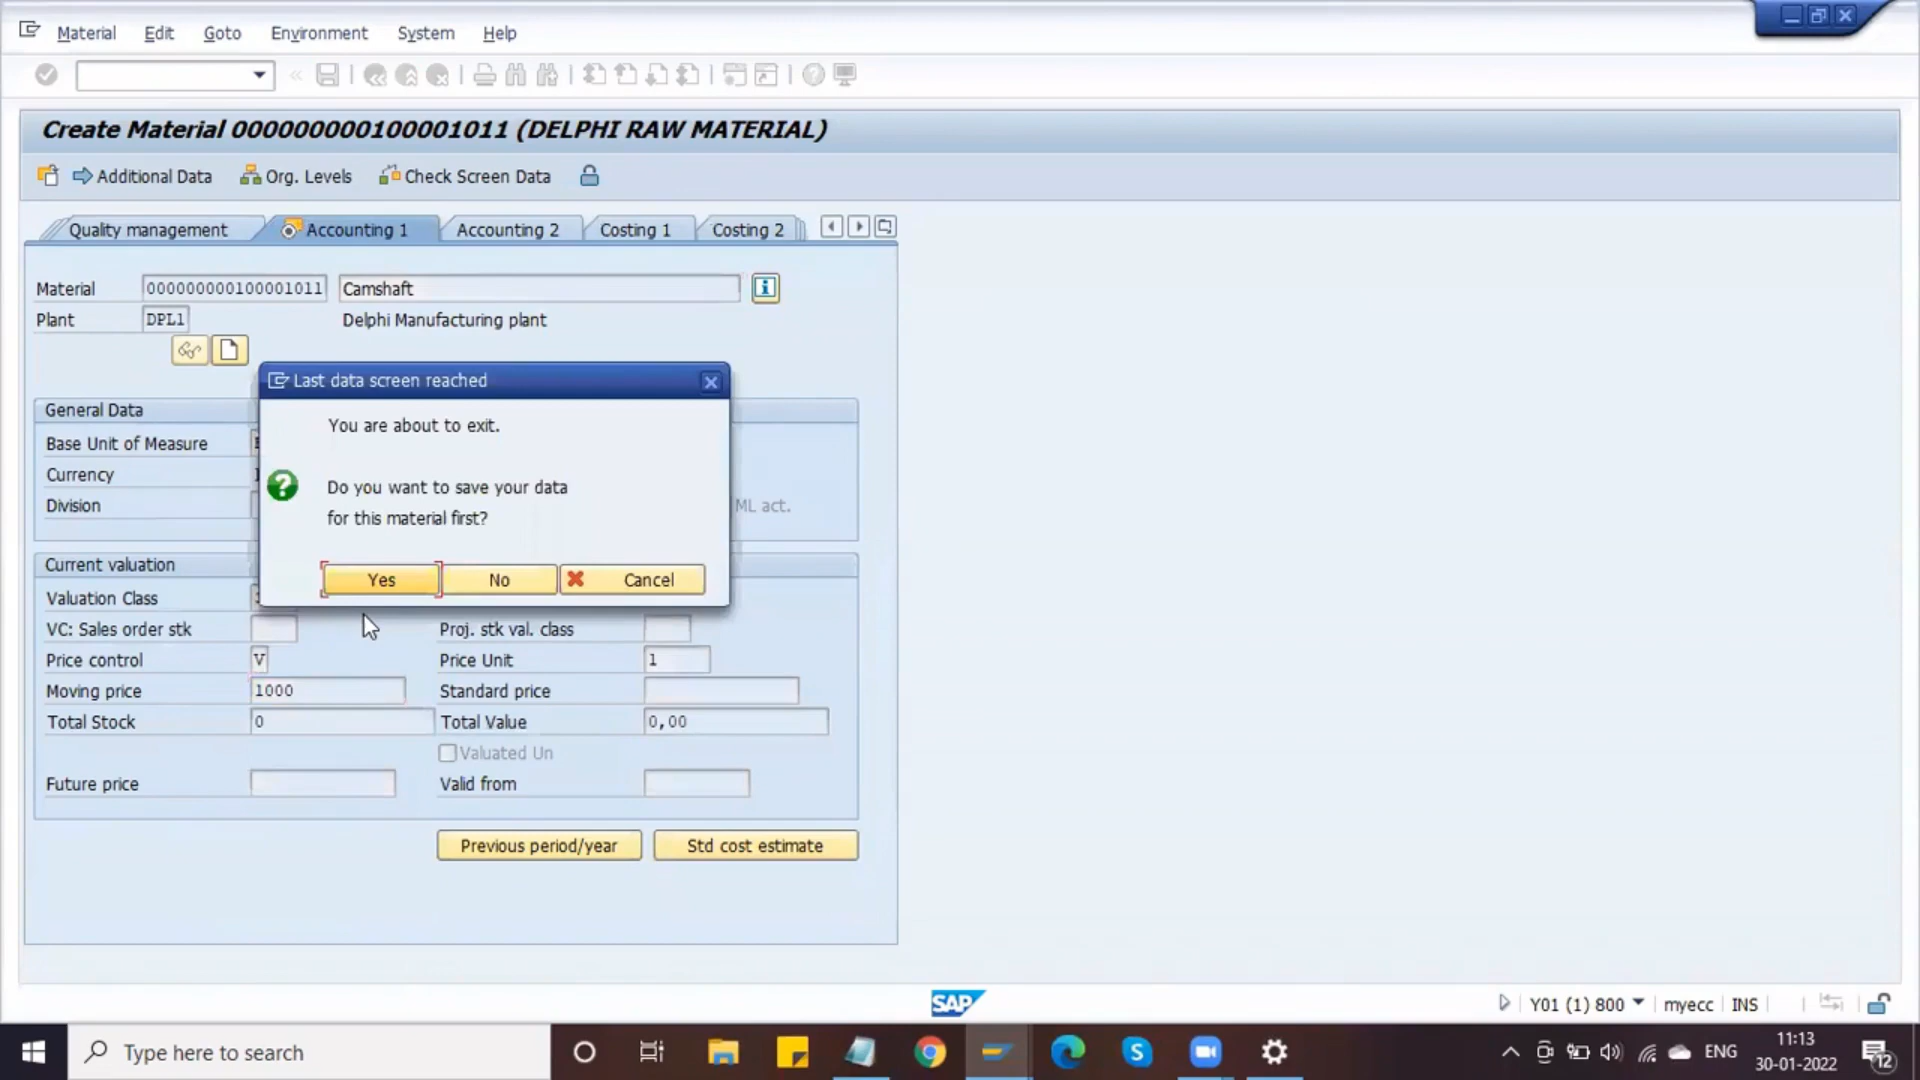 Material Edit Goto Environment System Help
Create Material 000000000100001011 (DELPHI RAW MATERIAL)
Additional Data Org. Levels Check Screen Data
Quality management Accounting 1 Accounting 2 Costing 1 Costing 2
Material 000000000100001011 Camshaft
Plant DPL1 Delphi Manufacturing plant
Last data screen reached
You are about to exit.
Do you want to save your data
for this material first?
Yes No Cancel
General Data
Base Unit of Measure
Currency
Division ML act.
Current valuation
Valuation Class
VC: Sales order stk Proj. stk val. class
Price control V Price Unit 1
Moving price 1000 Standard price
Total Stock 0 Total Value 0,00
Valuated Un
Future price Valid from
Previous period/year Std cost estimate
SAP Y01 (1) 800 myecc INS
Type here to search
ENG 11:13
30-01-2022 12